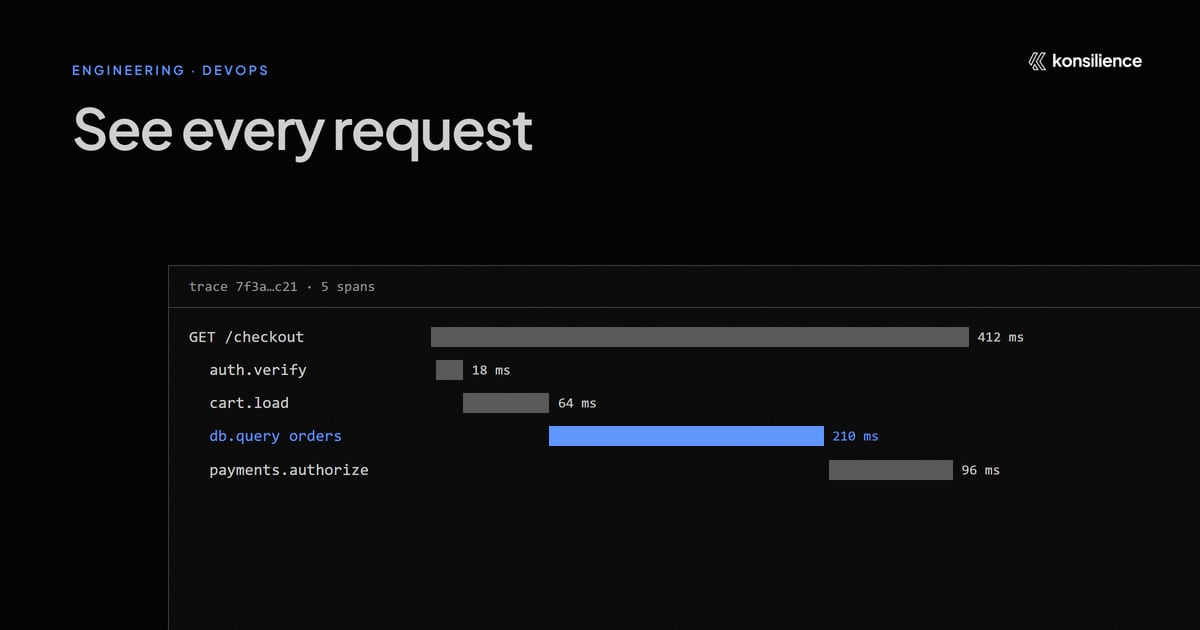 ENGINEERING · DEVOPS
konsilience
See every request
trace 7f3a…c21 · 5 spans
GET /checkout 412 ms
auth.verify 18 ms
cart.load 64 ms
db.query orders 210 ms
payments.authorize 96 ms